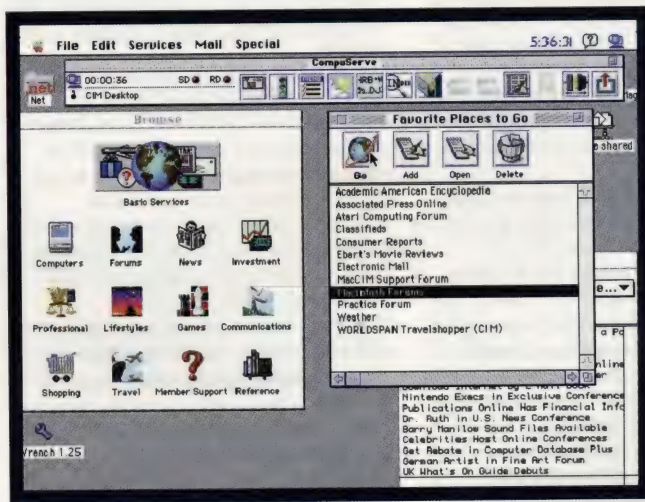 File Edit Services Mail Special 5:36:31
CompuServe
00:00:36 SD RD
CIM Desktop
Net
Browse
Basic Services
Computers Forums News Investment
Professional Lifestyles Games Communications
Shopping Travel Member Support Reference
Wrench 1.25
Favorite Places to Go
Go Add Open Delete
Academic American Encyclopedia
Associated Press Online
Atari Computing Forum
Classifieds
Consumer Reports
Ebert's Movie Reviews
Electronic Mail
MacCIM Support Forum
Macintosh Forums
Practice Forum
Weather
WORLDSPAN Travelshopper (CIM)
e shared
e...
Nintendo Execs in Exclusive Conference
Publications Online Has Financial Info
Dr. Ruth in U.S. News Conference
Barry Manilow Sound Files Available
Celebrities Host Online Conferences
Get Rebate in Computer Database Plus
German Artist in Fine Art Forum
UK What's On Guide Debuts